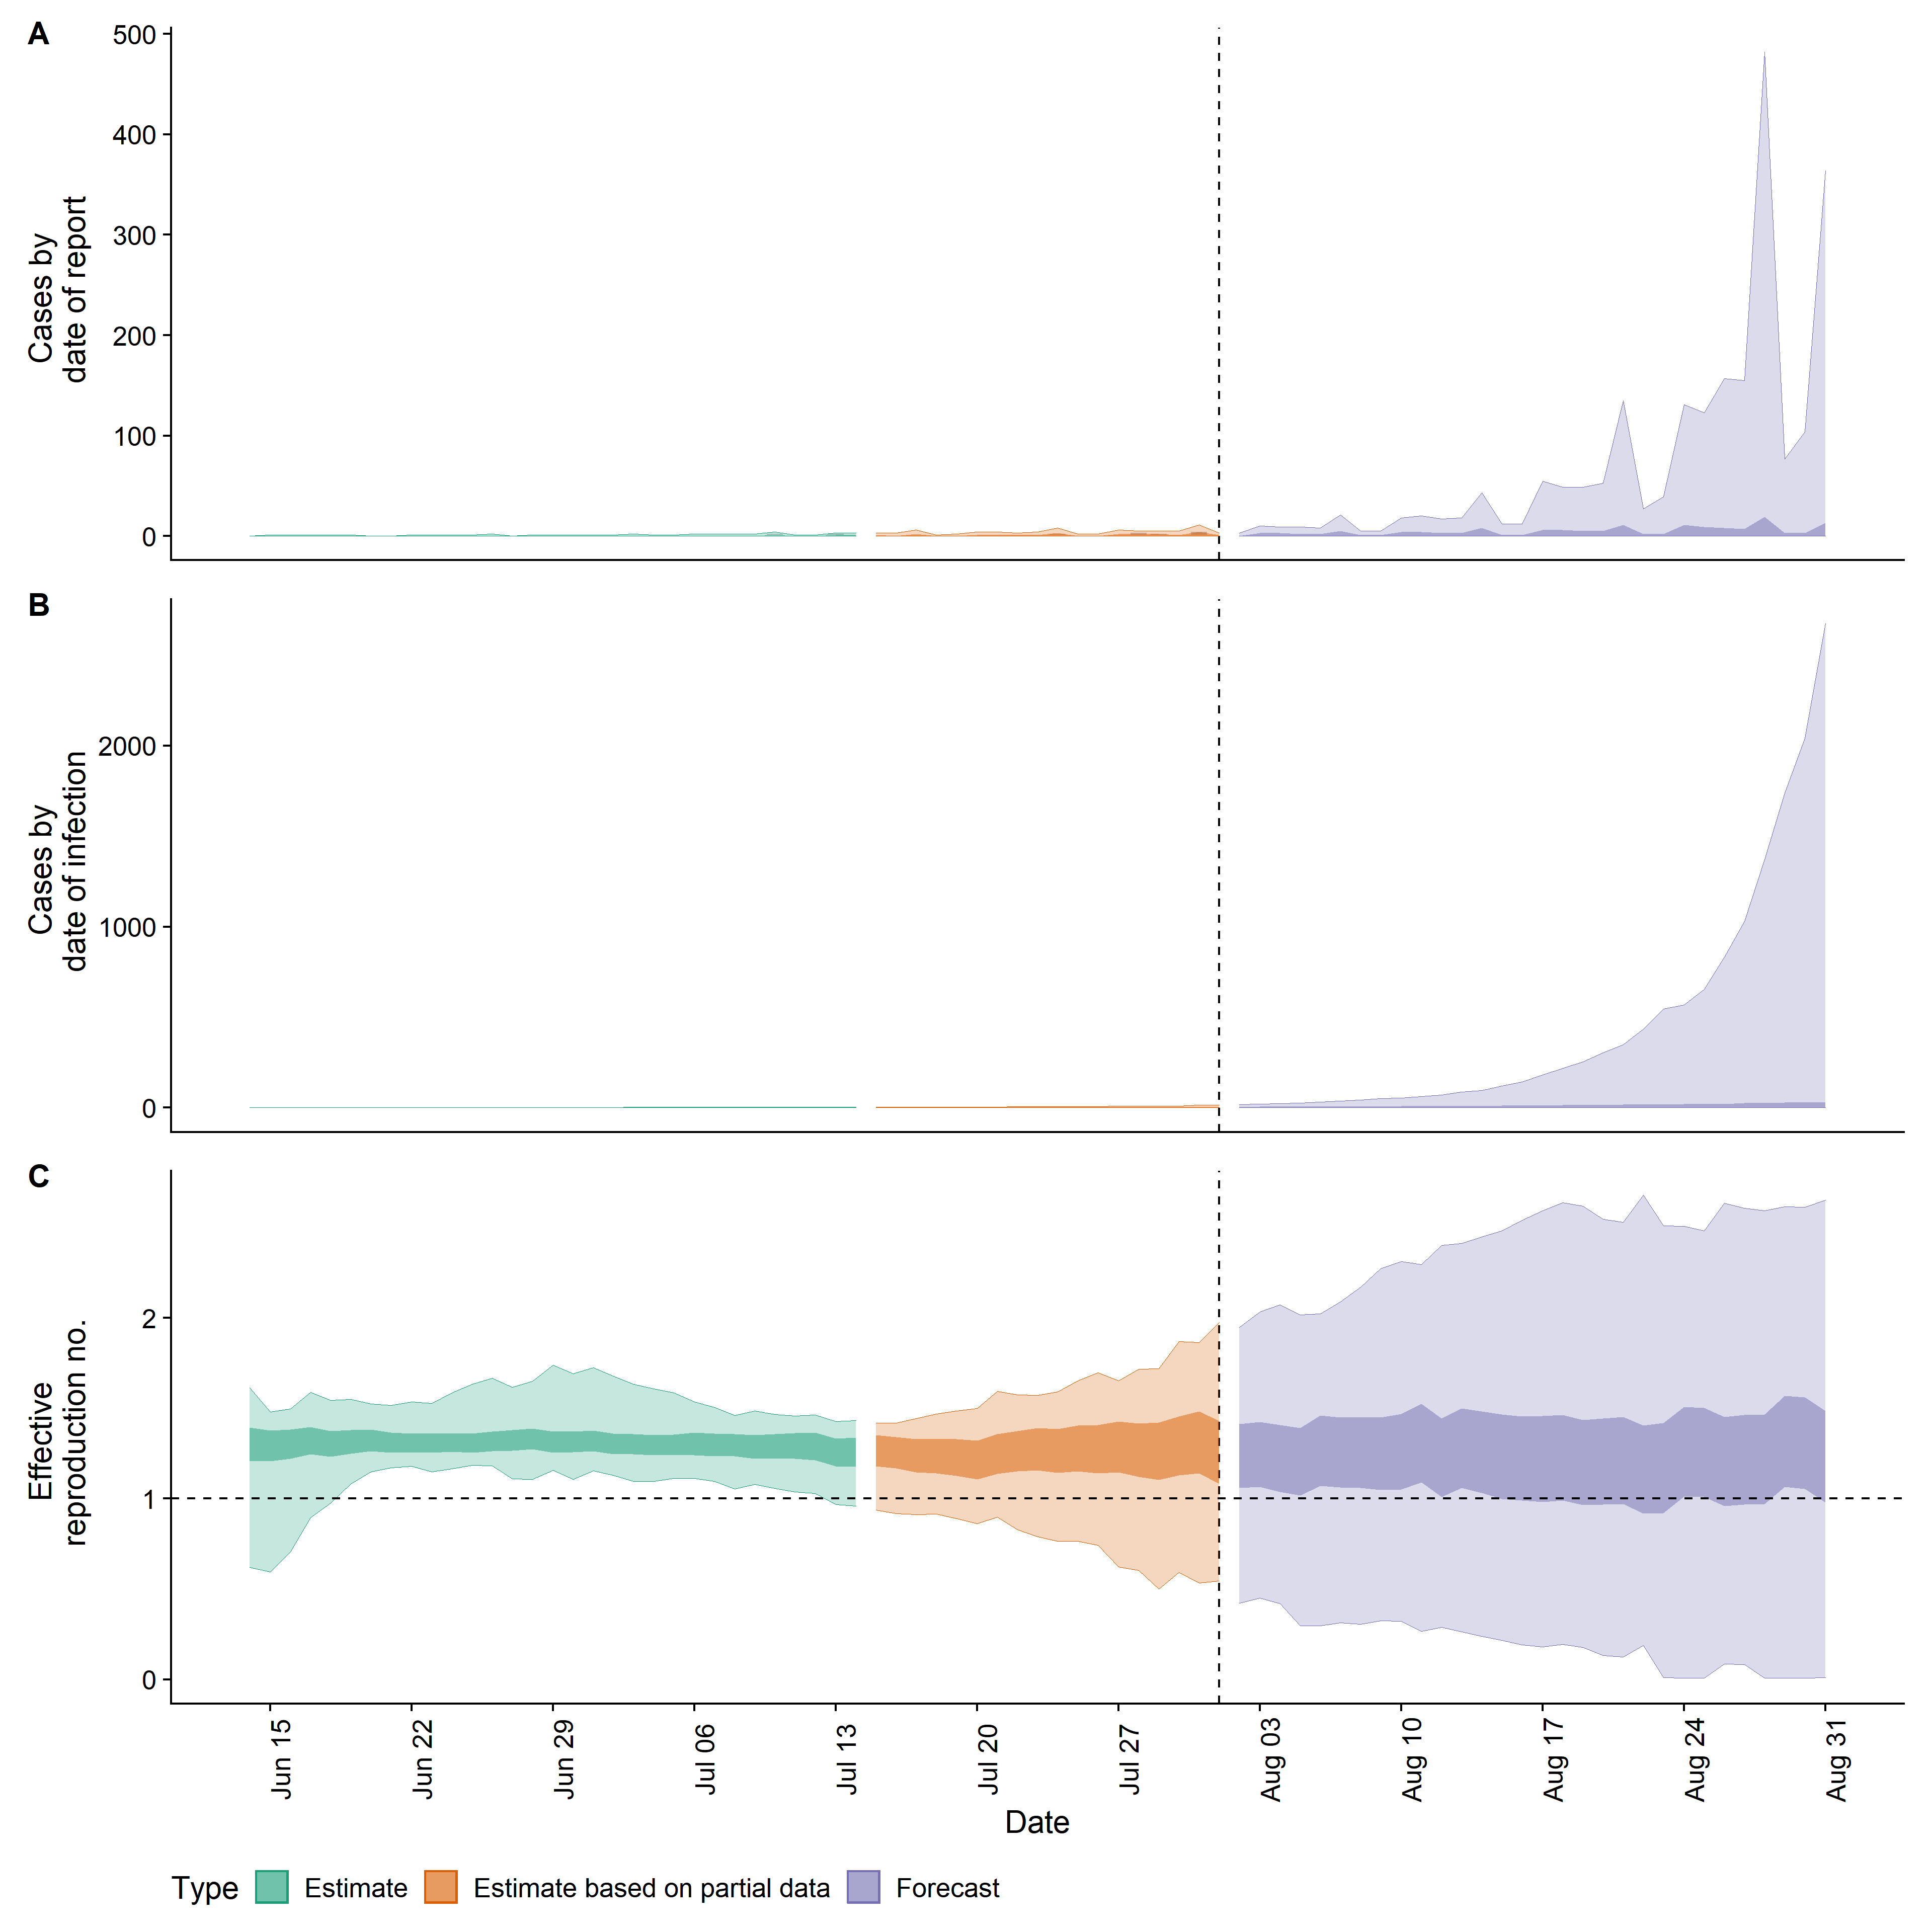 A
500
400
300
200
100
0
Cases by
date of report
B
2000
1000
0
Cases by
date of infection
C
2
1
0
Effective
reproduction no.
Jun 15
Jun 22
Jun 29
Jul 06
Jul 13
Jul 20
Jul 27
Aug 03
Aug 10
Aug 17
Aug 24
Aug 31
Date
Type Estimate Estimate based on partial data Forecast